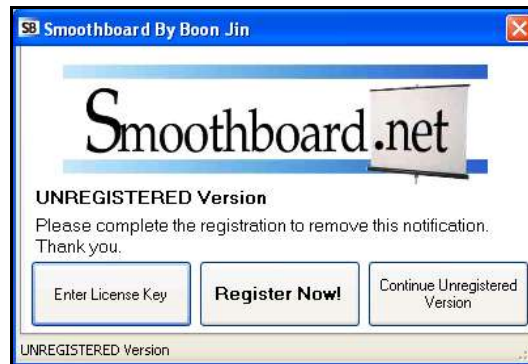 SB Smoothboard By Boon Jin
Smoothboard.net
UNREGISTERED Version
Please complete the registration to remove this notification.
Thank you.
Enter License Key
Register Now!
Continue Unregistered
Version
UNREGISTERED Version